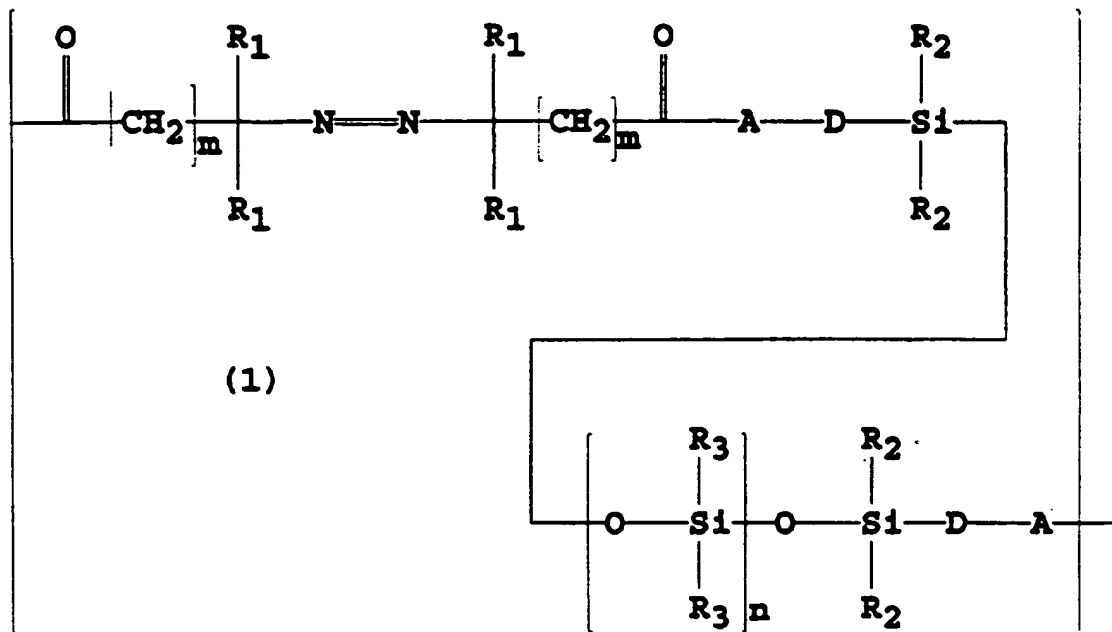 O R₁ R₁ O R₂
CH₂ m N N CH₂ m A D Si
R₁ R₁ R₂
(1)
R₃ R₂
O Si O Si D A
R₃ n R₂